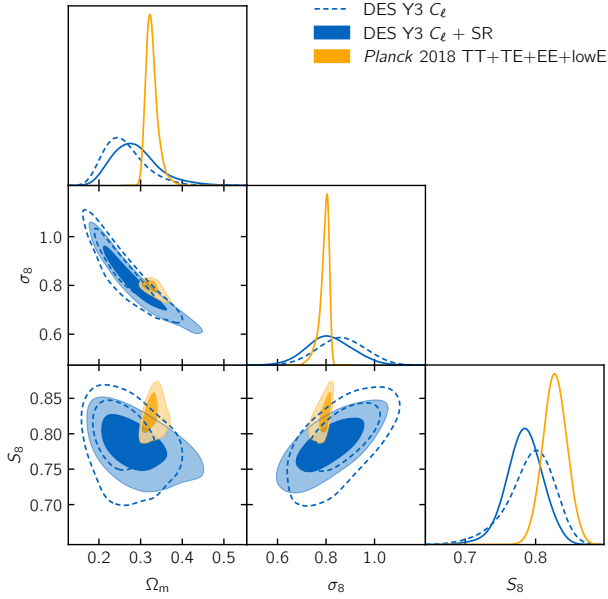 DES Y3 Cℓ
DES Y3 Cℓ + SR
Planck 2018 TT+TE+EE+lowE
σ8
1.0
0.8
0.6
S8
0.85
0.80
0.75
0.70
0.2 0.3 0.4 0.5
0.6 0.8 1.0
0.7 0.8
Ωm
σ8
S8